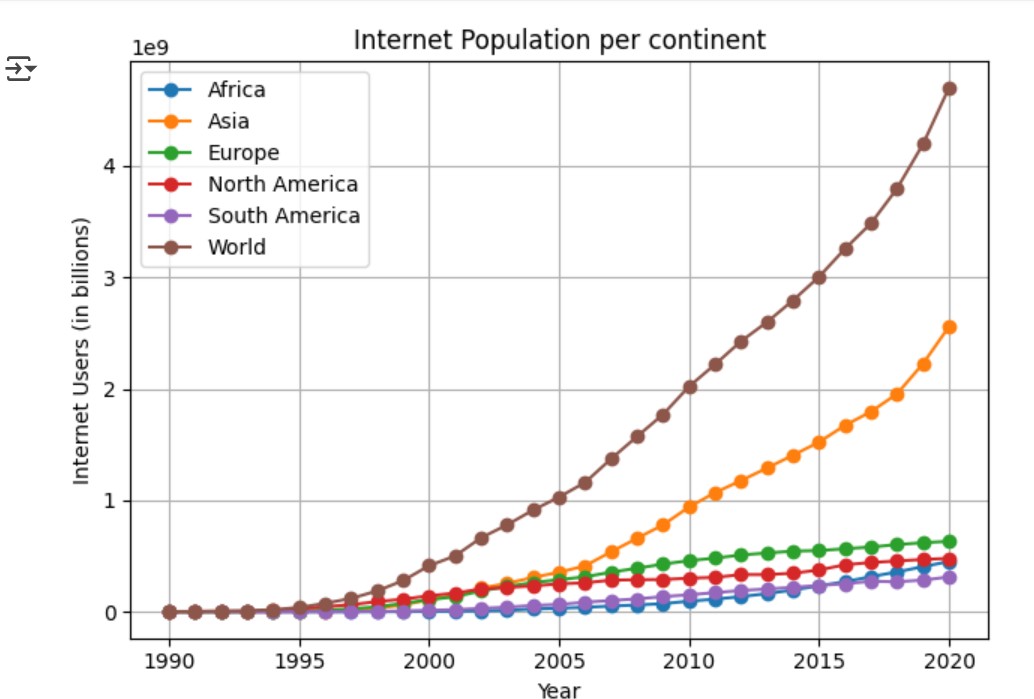 Internet Population per continent
1e9
Africa
Asia
Europe
North America
South America
World
4
3
2
1
0
Internet Users (in billions)
1990 1995 2000 2005 2010 2015 2020
Year